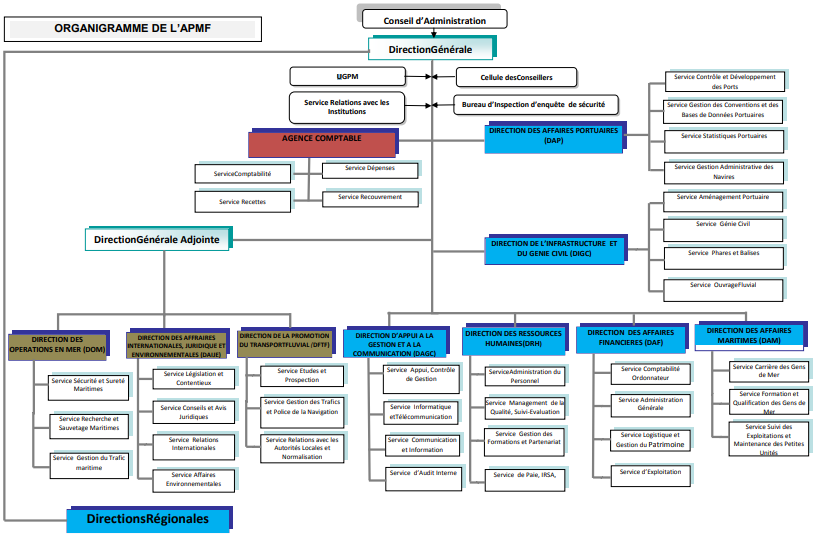 ORGANIGRAMME DE L'APMF
Conseil d'Administration
DirectionGénérale
UGPM
Cellule desConseillers
Service Relations avec les
Institutions
Bureau d'Inspection d'enquête de sécurité
AGENCE COMPTABLE
ServiceComptabilité
Service Dépenses
Service Recettes
Service Recouvrement
DIRECTION DES AFFAIRES PORTUAIRES
(DAP)
Service Contrôle et Développement
des Ports
Service Gestion des Conventions et des
Bases de Données Portuaires
Service Statistiques Portuaires
Service Gestion Administrative des
Navires
DirectionGénérale Adjointe
DIRECTION DE L'INFRASTRUCTURE ET
DU GENIE CIVIL (DIGC)
Service Aménagement Portuaire
Service Génie Civil
Service Phares et Balises
Service OuvrageFluvial
DIRECTION DES
OPERATIONS EN MER (DOM)
Service Sécurité et Sureté
Maritimes
Service Recherche et
Sauvetage Maritimes
Service Gestion du Trafic
maritime
DIRECTION DES AFFRAIRES
INTERNATIONALES, JURIDIQUE ET
ENVIRONNEMENTALES (DAIJE)
Service Législation et
Contentieux
Service Conseils et Avis
Juridiques
Service Relations
Internationales
Service Affaires
Environnementales
DIRECTION DE LA PROMOTION
DU TRANSPORTFLUVIAL /DFTF)
Service Etudes et
Prospection
Service Gestion des Trafics
et Police de la Navigation
Service Relations avec les
Autorités Locales et
Normalisation
DIRECTION D'APPUI A LA
GESTION ET A LA
COMMUNICATION (DAGC)
Service Appui, Contrôle
de Gestion
Service Informatique
etTélécommunication
Service Communication
et Information
Service d'Audit Interne
DIRECTION DES RESSOURCES
HUMAINES(DRH)
ServiceAdministration du
Personnel
Service Management de la
Qualité, Suivi-Evaluation
Service Gestion des
Formations et Partenariat
Service de Paie, IRSA,
DIRECTION DES AFFAIRES
FINANCIERES (DAF)
Service Comptabilité
Ordonnateur
Service Administration
Générale
Service Logistique et
Gestion du Patrimoine
Service d'Exploitation
DIRECTION DES AFFAIRES
MARITIMES (DAM)
Service Carrière des Gens
de Mer
Service Formation et
Qualification des Gens de
Mer
Service Suivi des
Exploitations et
Maintenance des Petites
Unités
DirectionsRégionales